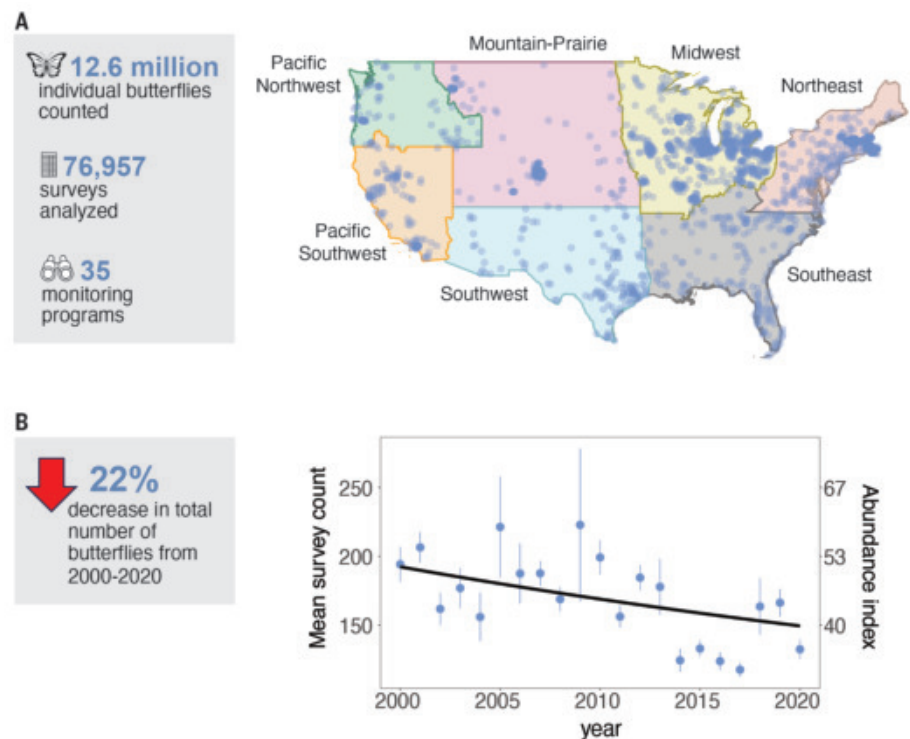 A
12.6 million
individual butterflies
counted
76,957
surveys
analyzed
35
monitoring
programs
Pacific
Northwest
Mountain-Prairie
Midwest
Northeast
Pacific
Southwest
Southwest
Southeast
B
22%
decrease in total
number of
butterflies from
2000-2020
Mean survey count
250
200
150
2000
2005
2010
2015
2020
year
67
53
40
Abundance index